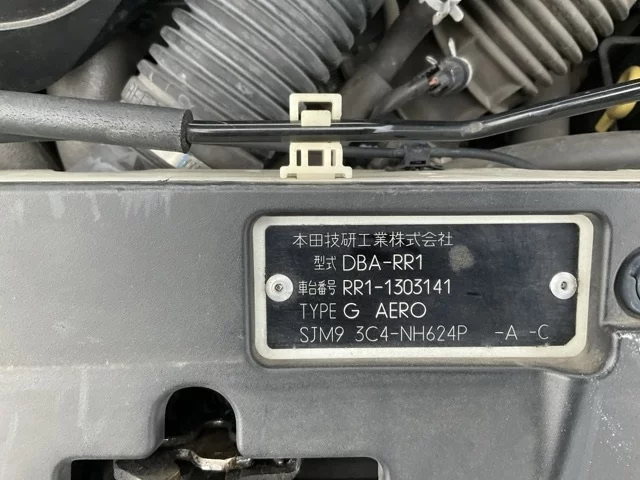 本田技研工業株式会社
型式 DBA-RR1
車台番号 RR1-1303141
TYPE G AERO
SJM9 3C4-NH624P -A -C